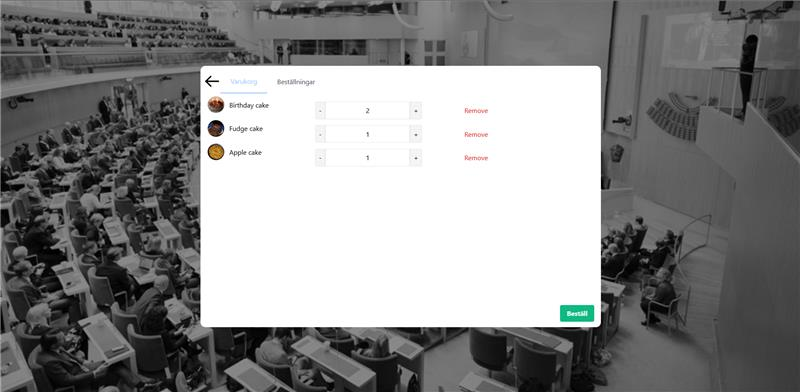 Varukorg
Beställningar
Birthday cake - 2 + Remove
Fudge cake - 1 + Remove
Apple cake - 1 + Remove
Beställ